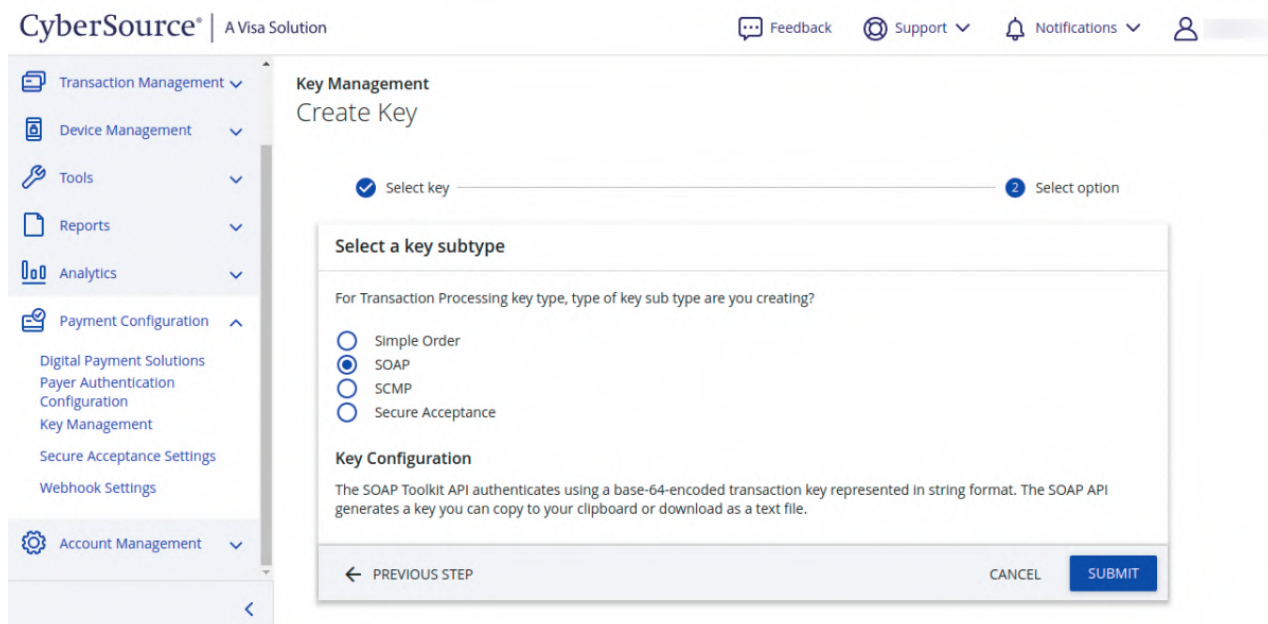 CyberSource® | A Visa Solution
Feedback
Support
Notifications
Transaction Management
Device Management
Tools
Reports
Analytics
Payment Configuration
Digital Payment Solutions
Payer Authentication
Configuration
Key Management
Secure Acceptance Settings
Webhook Settings
Account Management
Key Management
Create Key
Select key
2 Select option
Select a key subtype
For Transaction Processing key type, type of key sub type are you creating?
Simple Order
SOAP
SCMP
Secure Acceptance
Key Configuration
The SOAP Toolkit API authenticates using a base-64-encoded transaction key represented in string format. The SOAP API
generates a key you can copy to your clipboard or download as a text file.
PREVIOUS STEP
CANCEL
SUBMIT